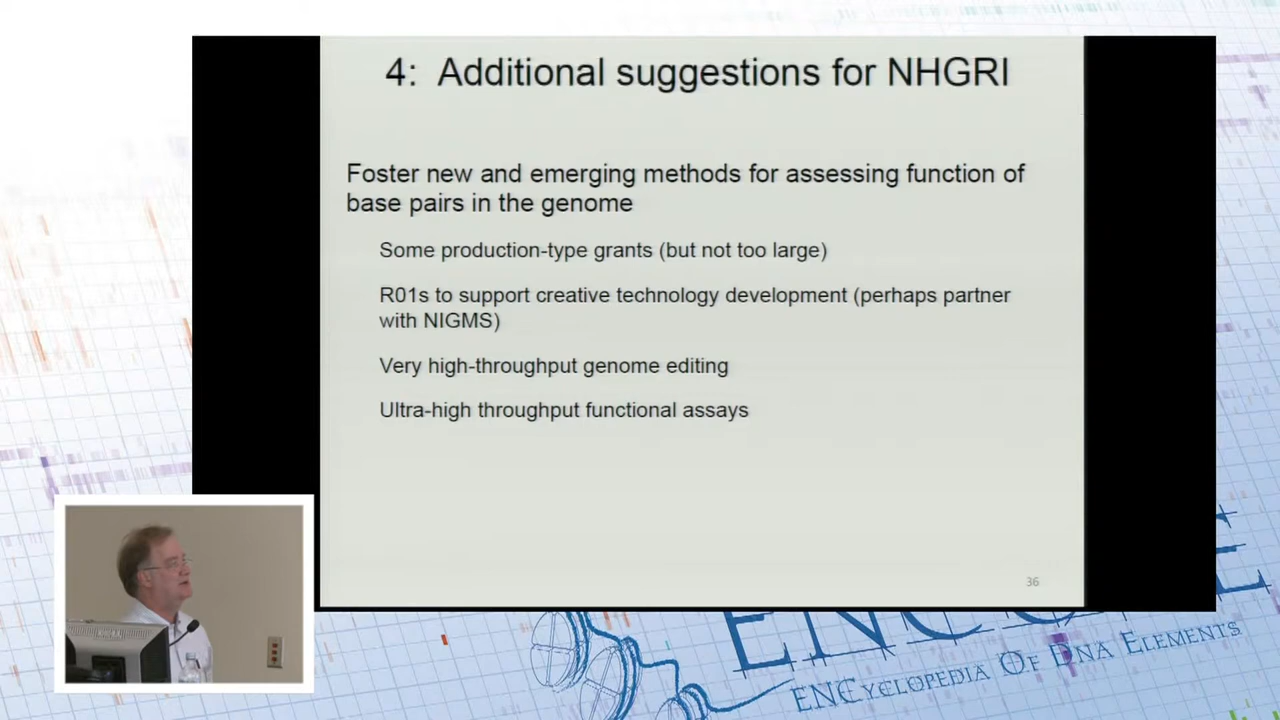 4: Additional suggestions for NHGRI
Foster new and emerging methods for assessing function of
base pairs in the genome
Some production-type grants (but not too large)
R01s to support creative technology development (perhaps partner
with NIGMS)
Very high-throughput genome editing
Ultra-high throughput functional assays
36
ENCODE
ENCYCLOPEDIA OF DNA ELEMENTS